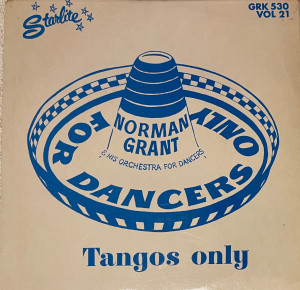 Starlite
GRK 530
VOL 21
NORMAN
GRANT
& HIS ORCHESTRA FOR DANCERS
ONLY
FOR DANCERS
Tangos only